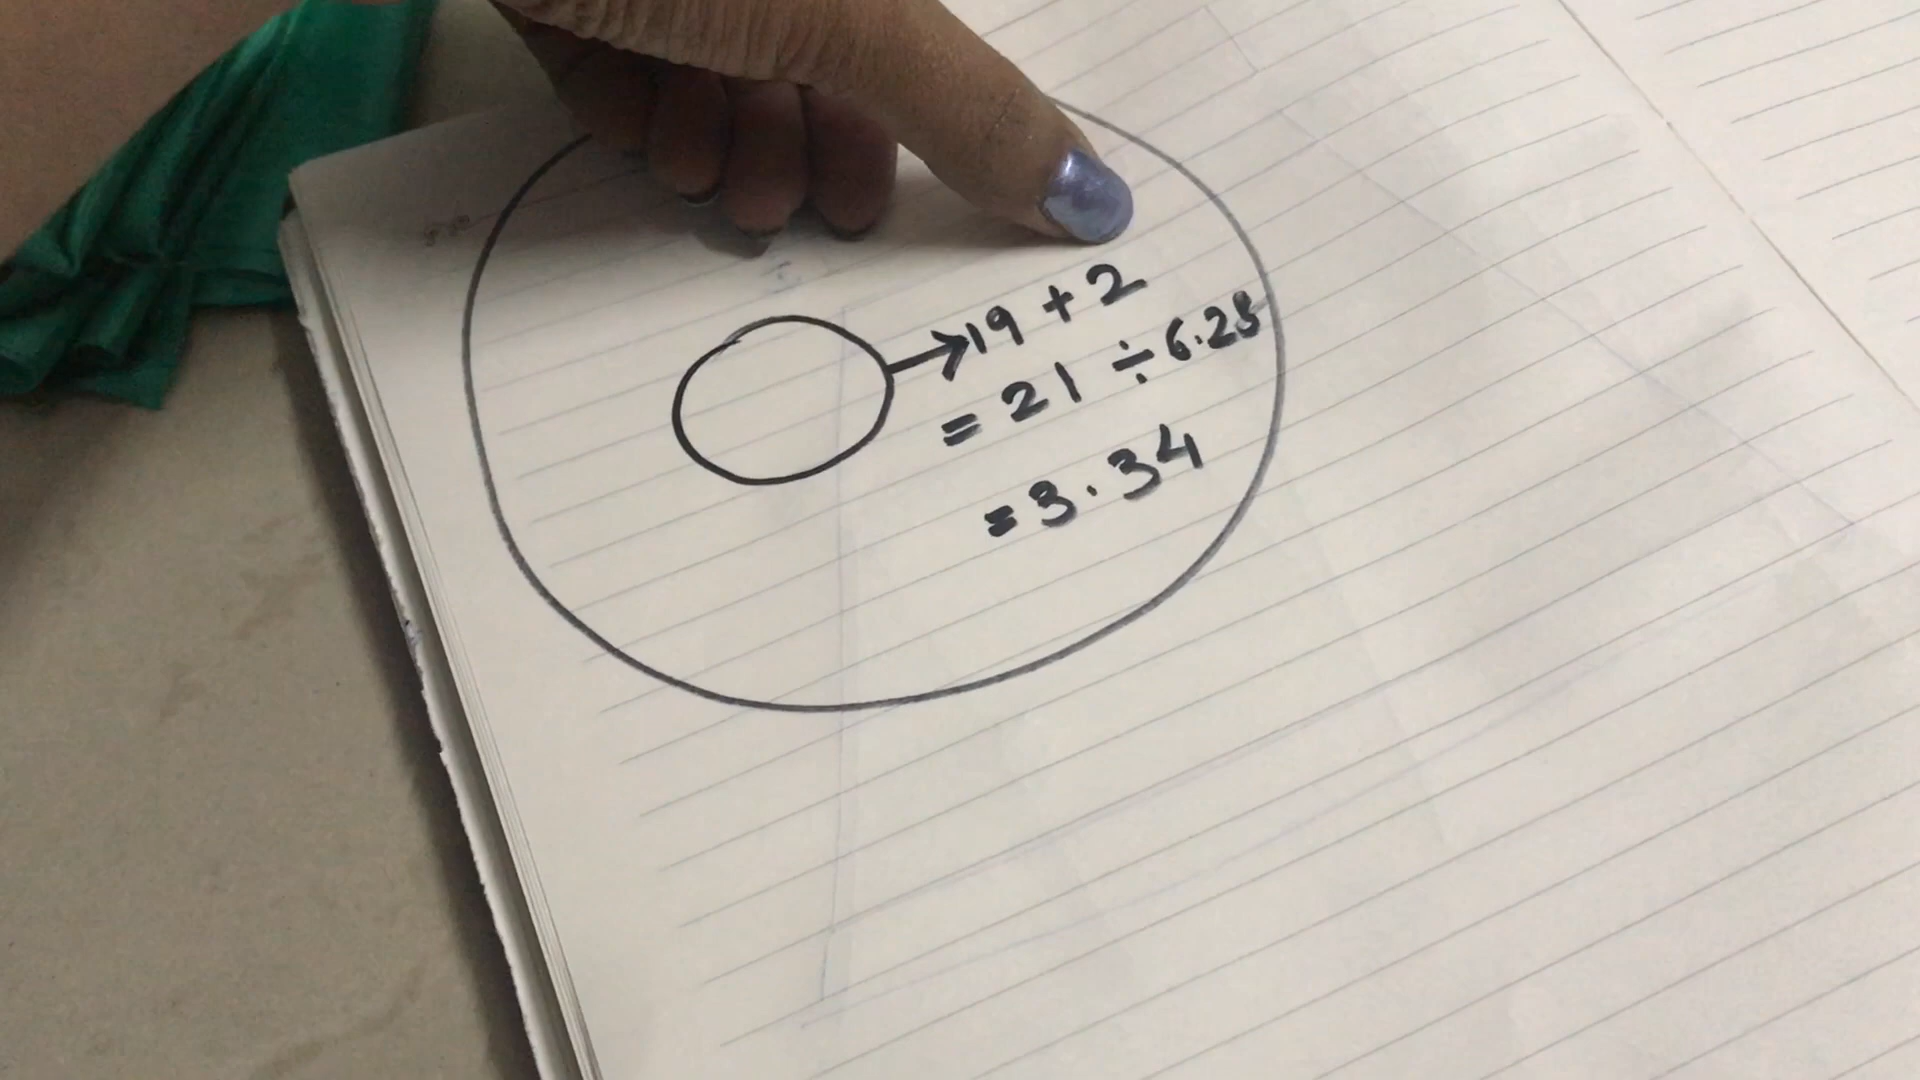 →19 + 2
= 21 ÷ 6.28
= 3.34